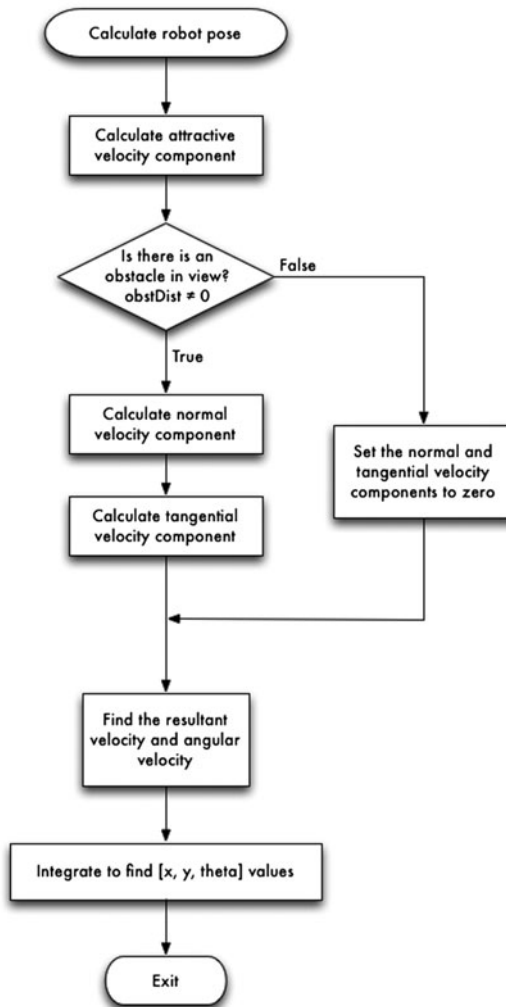 Calculate robot pose
Calculate attractive
velocity component
Is there is an
obstacle in view?
obstDist ≠ 0
False
True
Calculate normal
velocity component
Set the normal and
tangential velocity
components to zero
Calculate tangential
velocity component
Find the resultant
velocity and angular
velocity
Integrate to find [x, y, theta] values
Exit